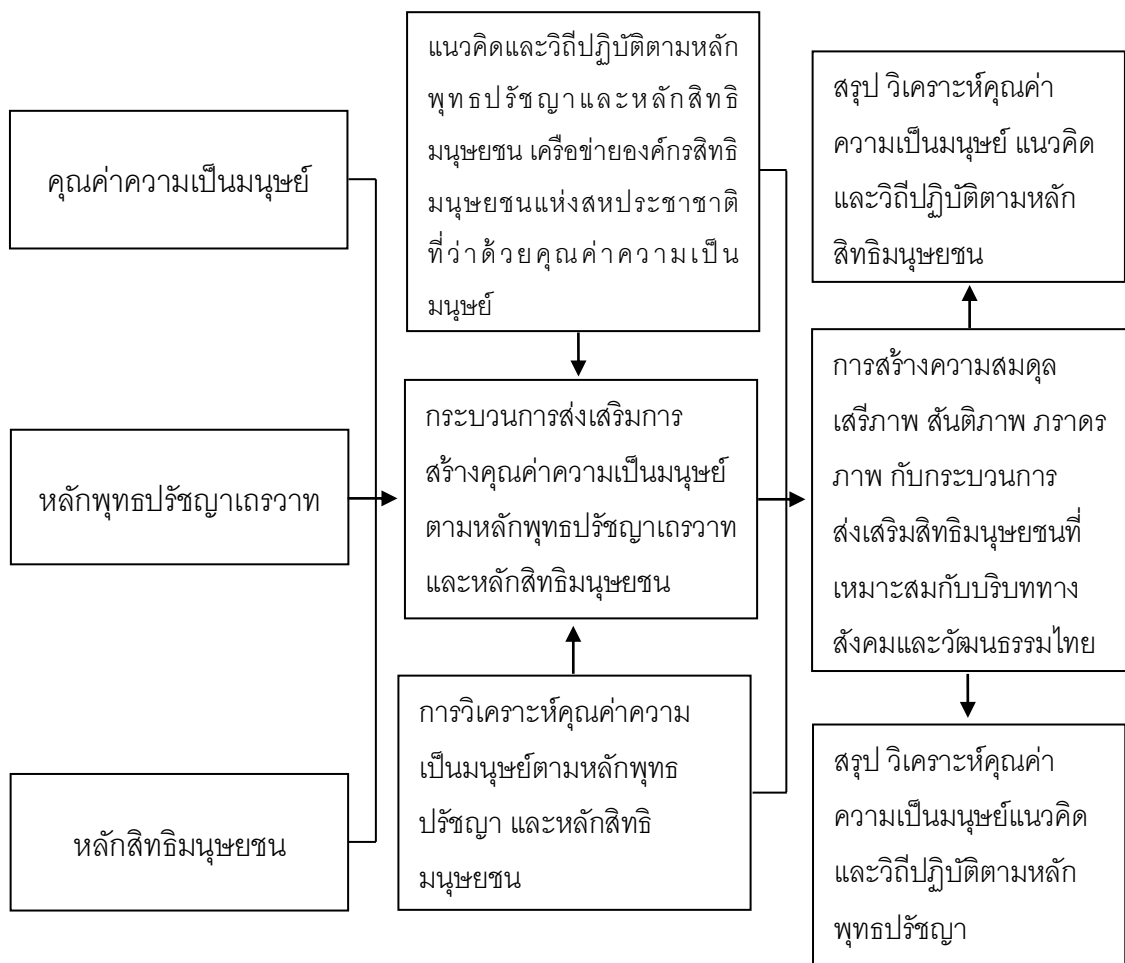 คุณค่าความเป็นมนุษย์
หลักพุทธปรัชญาเถรวาท
หลักสิทธิมนุษยชน
แนวคิดและวิถีปฏิบัติตามหลัก
พุทธปรัชญาและหลักสิทธิ
มนุษยชน เครือข่ายองค์กรสิทธิ
มนุษยชนแห่งสหประชาชาติ
ที่ว่าด้วยคุณค่าความเป็น
มนุษย์
กระบวนการส่งเสริมการ
สร้างคุณค่าความเป็นมนุษย์
ตามหลักพุทธปรัชญาเถรวาท
และหลักสิทธิมนุษยชน
การวิเคราะห์คุณค่าความ
เป็นมนุษย์ตามหลักพุทธ
ปรัชญา และหลักสิทธิ
มนุษยชน
สรุป วิเคราะห์คุณค่า
ความเป็นมนุษย์ แนวคิด
และวิถีปฏิบัติตามหลัก
สิทธิมนุษยชน
การสร้างความสมดุล
เสรีภาพ สันติภาพ ภราดร
ภาพ กับกระบวนการ
ส่งเสริมสิทธิมนุษยชนที่
เหมาะสมกับบริบททาง
สังคมและวัฒนธรรมไทย
สรุป วิเคราะห์คุณค่า
ความเป็นมนุษย์แนวคิด
และวิถีปฏิบัติตามหลัก
พุทธปรัชญา